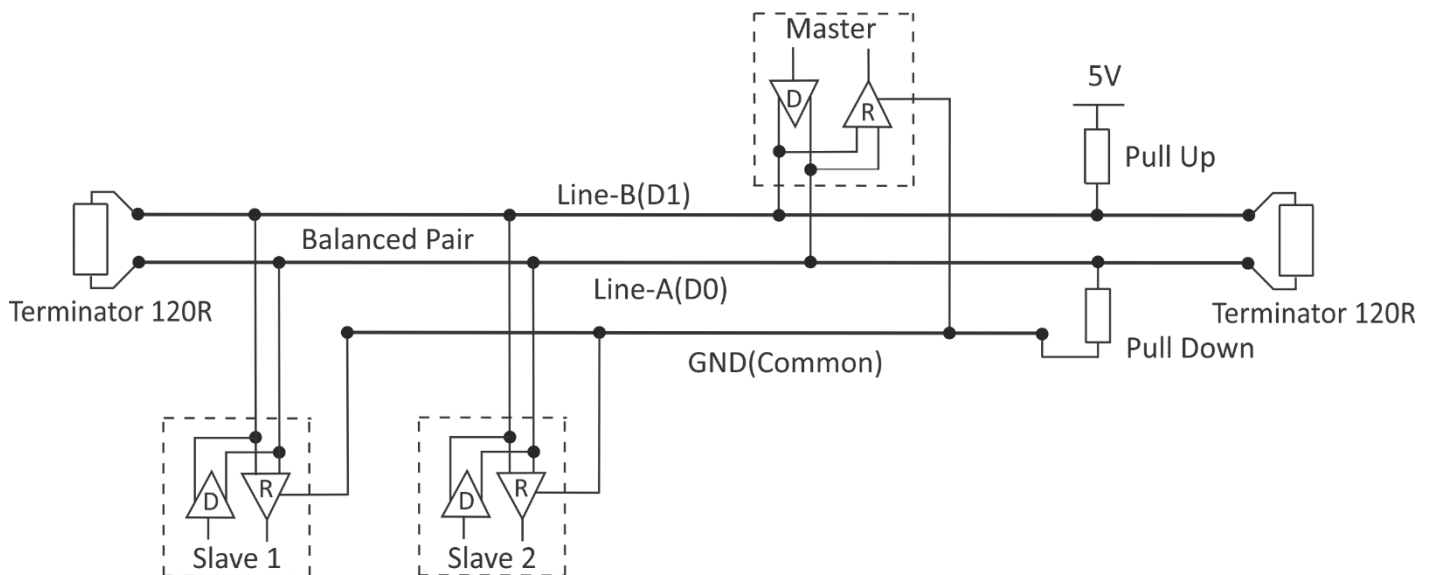 Master
D
R
5V
Pull Up
Line-B(D1)
Balanced Pair
Line-A(D0)
Terminator 120R
Terminator 120R
Pull Down
GND(Common)
D
R
Slave 1
D
R
Slave 2